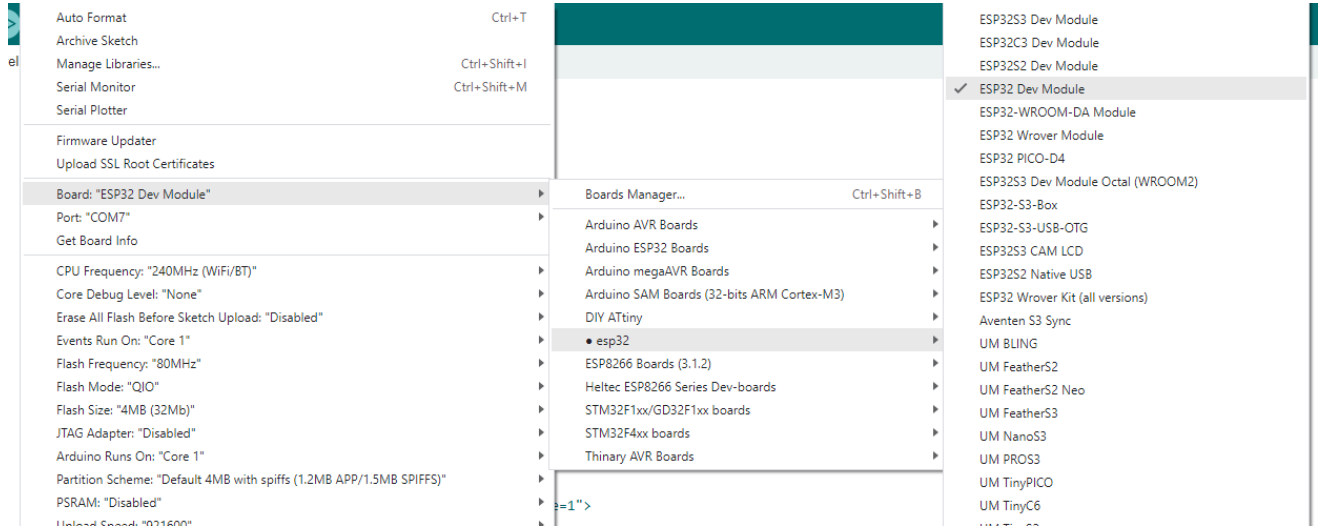 Auto Format Ctrl+T
Archive Sketch
el
Manage Libraries... Ctrl+Shift+I
Serial Monitor Ctrl+Shift+M
Serial Plotter
Firmware Updater
Upload SSL Root Certificates
Board: "ESP32 Dev Module"
Port: "COM7"
Get Board Info
CPU Frequency: "240MHz (WiFi/BT)"
Core Debug Level: "None"
Erase All Flash Before Sketch Upload: "Disabled"
Events Run On: "Core 1"
Flash Frequency: "80MHz"
Flash Mode: "QIO"
Flash Size: "4MB (32Mb)"
JTAG Adapter: "Disabled"
Arduino Runs On: "Core 1"
Partition Scheme: "Default 4MB with spiffs (1.2MB APP/1.5MB SPIFFS)"
PSRAM: "Disabled"
Upload Speed: "921600"
Boards Manager... Ctrl+Shift+B
Arduino AVR Boards
Arduino ESP32 Boards
Arduino megaAVR Boards
Arduino SAM Boards (32-bits ARM Cortex-M3)
DIY ATtiny
● esp32
ESP8266 Boards (3.1.2)
Heltec ESP8266 Series Dev-boards
STM32F1xx/GD32F1xx boards
STM32F4xx boards
Thinary AVR Boards
=1">
ESP32S3 Dev Module
ESP32C3 Dev Module
ESP32S2 Dev Module
✓ ESP32 Dev Module
ESP32-WROOM-DA Module
ESP32 Wrover Module
ESP32 PICO-D4
ESP32S3 Dev Module Octal (WROOM2)
ESP32-S3-Box
ESP32-S3-USB-OTG
ESP32S3 CAM LCD
ESP32S2 Native USB
ESP32 Wrover Kit (all versions)
Aventen S3 Sync
UM BLING
UM FeatherS2
UM FeatherS2 Neo
UM FeatherS3
UM NanoS3
UM PROS3
UM TinyPICO
UM TinyC6